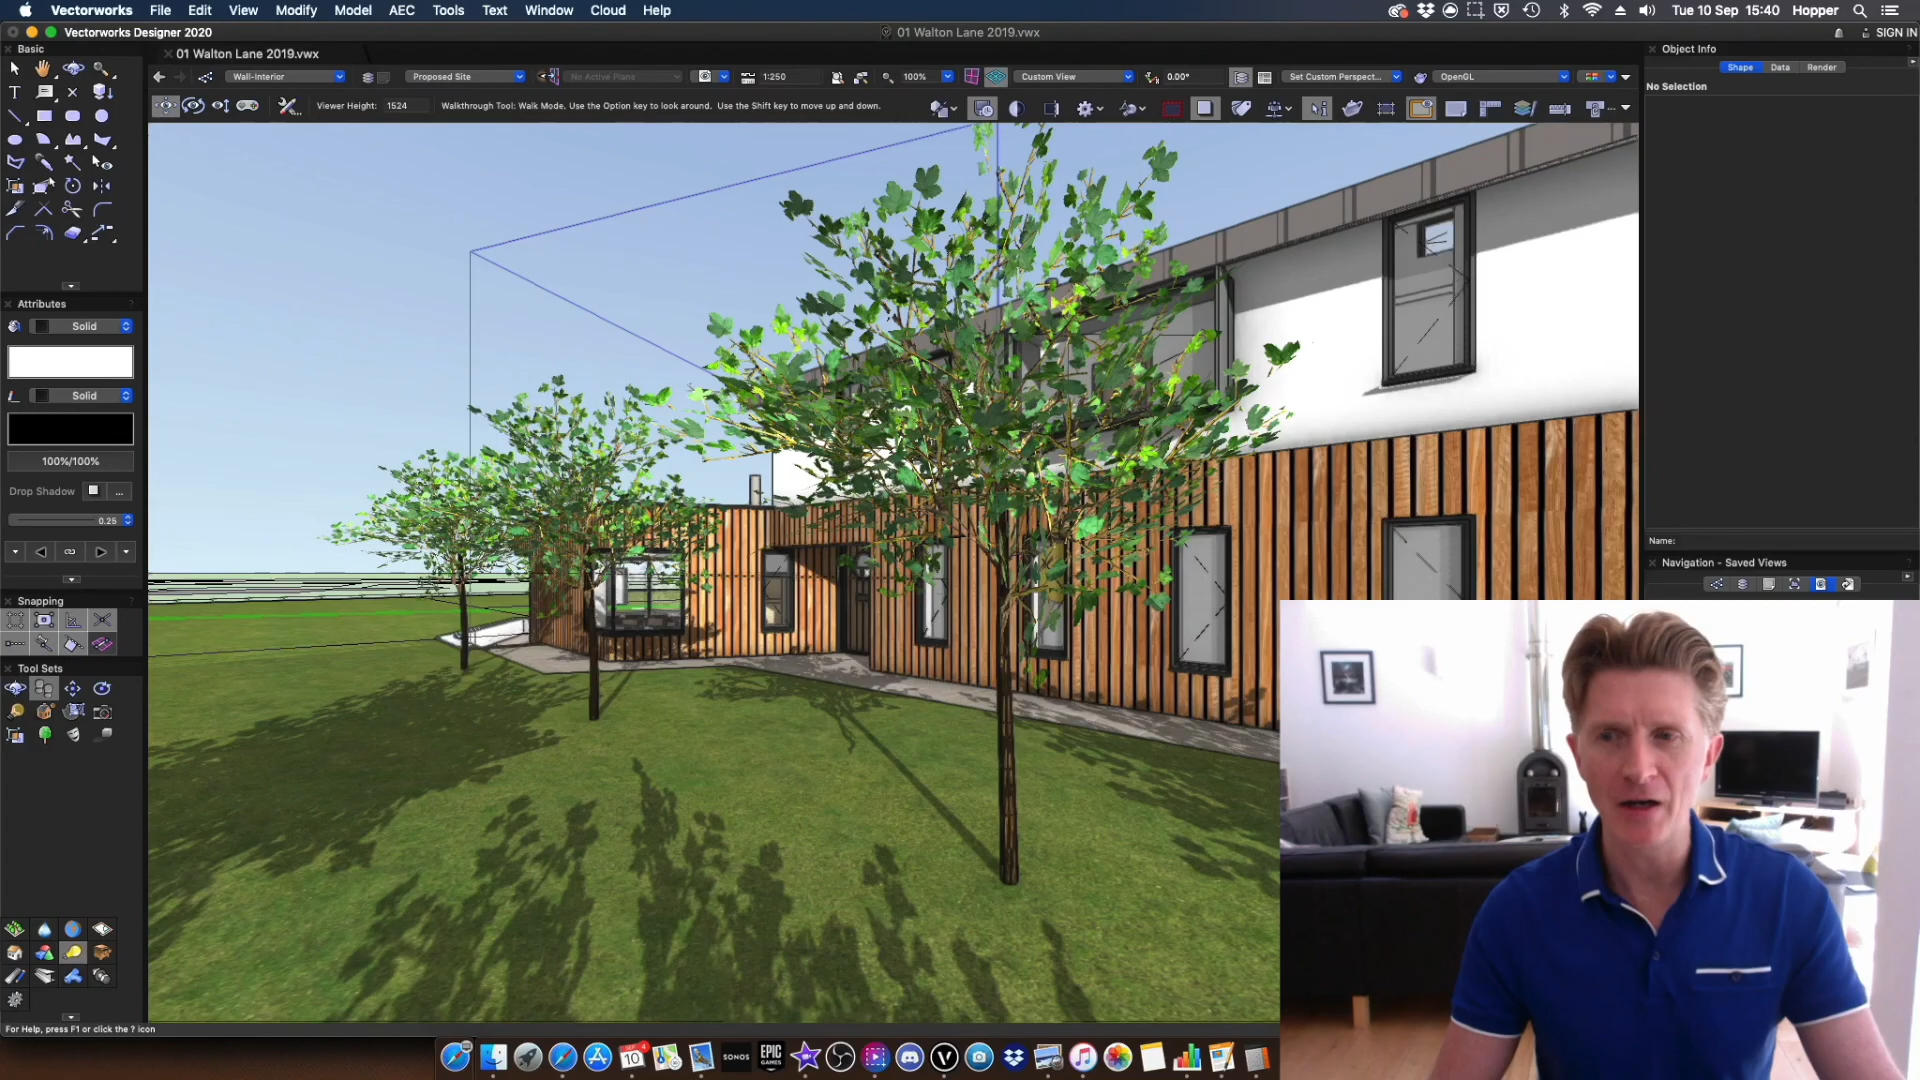 Vectorworks File Edit View Modify Model AEC Tools Text Window Cloud Help Tue 10 Sep 15:40 Hopper
Vectorworks Designer 2020 01 Walton Lane 2019.vwx SIGN IN
Basic 01 Walton Lane 2019.vwx Object Info
Wall-Interior Proposed Site No Active Plane 1:250 100% Custom View 0.00° Set Custom Perspect... OpenGL Shape Data Render
No Selection
Viewer Height: 1524 Walkthrough Tool: Walk Mode. Use the Option key to look around. Use the Shift key to move up and down.
Attributes ?
Solid
Solid
100%/100%
Drop Shadow ...
0.25
Name:
Navigation - Saved Views
Snapping ?
Tool Sets ?
For Help, press F1 or click the ? icon
SEP 10 4
SONOS
EPIC GAMES